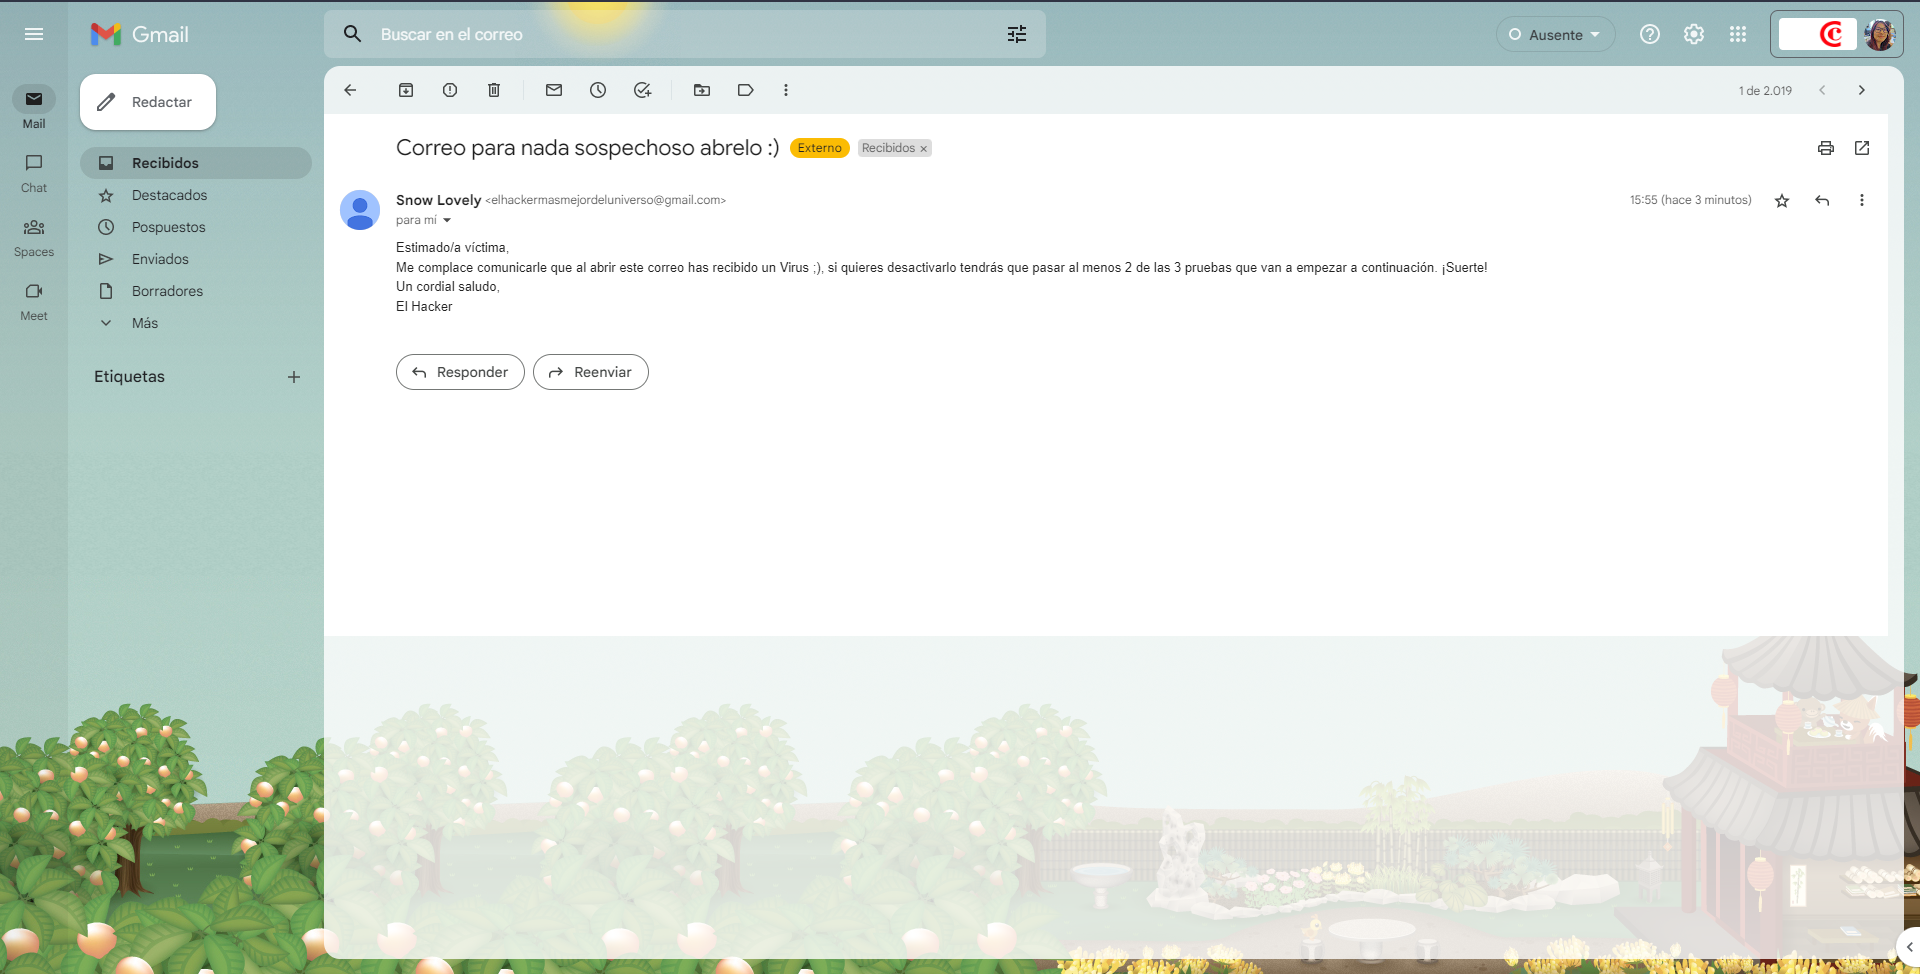 Gmail
Buscar en el correo
Ausente
Redactar
1 de 2.019
Mail
Chat
Spaces
Meet
Recibidos
Destacados
Pospuestos
Enviados
Borradores
Más
Etiquetas
Correo para nada sospechoso abrelo :) Externo Recibidos ×
Snow Lovely <elhackermasmejordeluniverso@gmail.com> 15:55 (hace 3 minutos)
para mí
Estimado/a víctima,
Me complace comunicarle que al abrir este correo has recibido un Virus ;), si quieres desactivarlo tendrás que pasar al menos 2 de las 3 pruebas que van a empezar a continuación. ¡Suerte!
Un cordial saludo,
El Hacker
Responder Reenviar